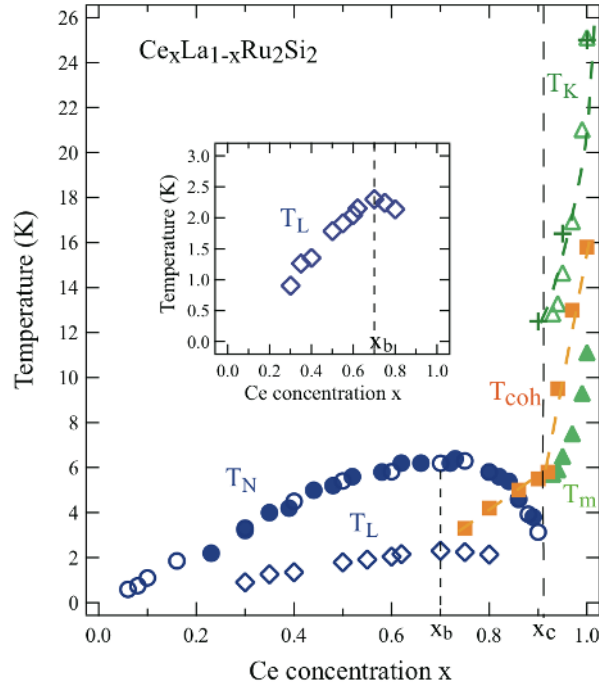 CexLa1-xRu2Si2
Temperature (K)
26
24
22
20
18
16
14
12
10
8
6
4
2
0
0.0
0.2
0.4
0.6
0.8
1.0
Ce concentration x
TK
Tcoh
Tm
TN
TL
xb
xc
Temperature (K)
3.0
2.5
2.0
1.5
1.0
0.5
0.0
TL
xb
0.0
0.2
0.4
0.6
0.8
1.0
Ce concentration x